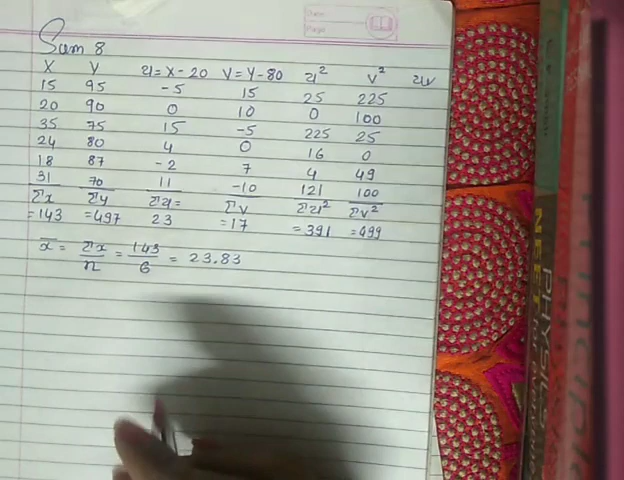 Date:
Page
Sum 8
X Y u = X - 20 V = Y - 80 u² v² uv
15 95 -5 15 25 225
20 90 0 10 0 100
35 75 15 -5 225 25
24 80 4 0 16 0
18 87 -2 7 4 49
31 70 11 -10 121 100
Σx Σy Σu= Σv Σu² Σv²
=143 =497 23 =17 =391 =499
x̄ = Σx/n = 143/6 = 23.83
NEET
PHYSICS